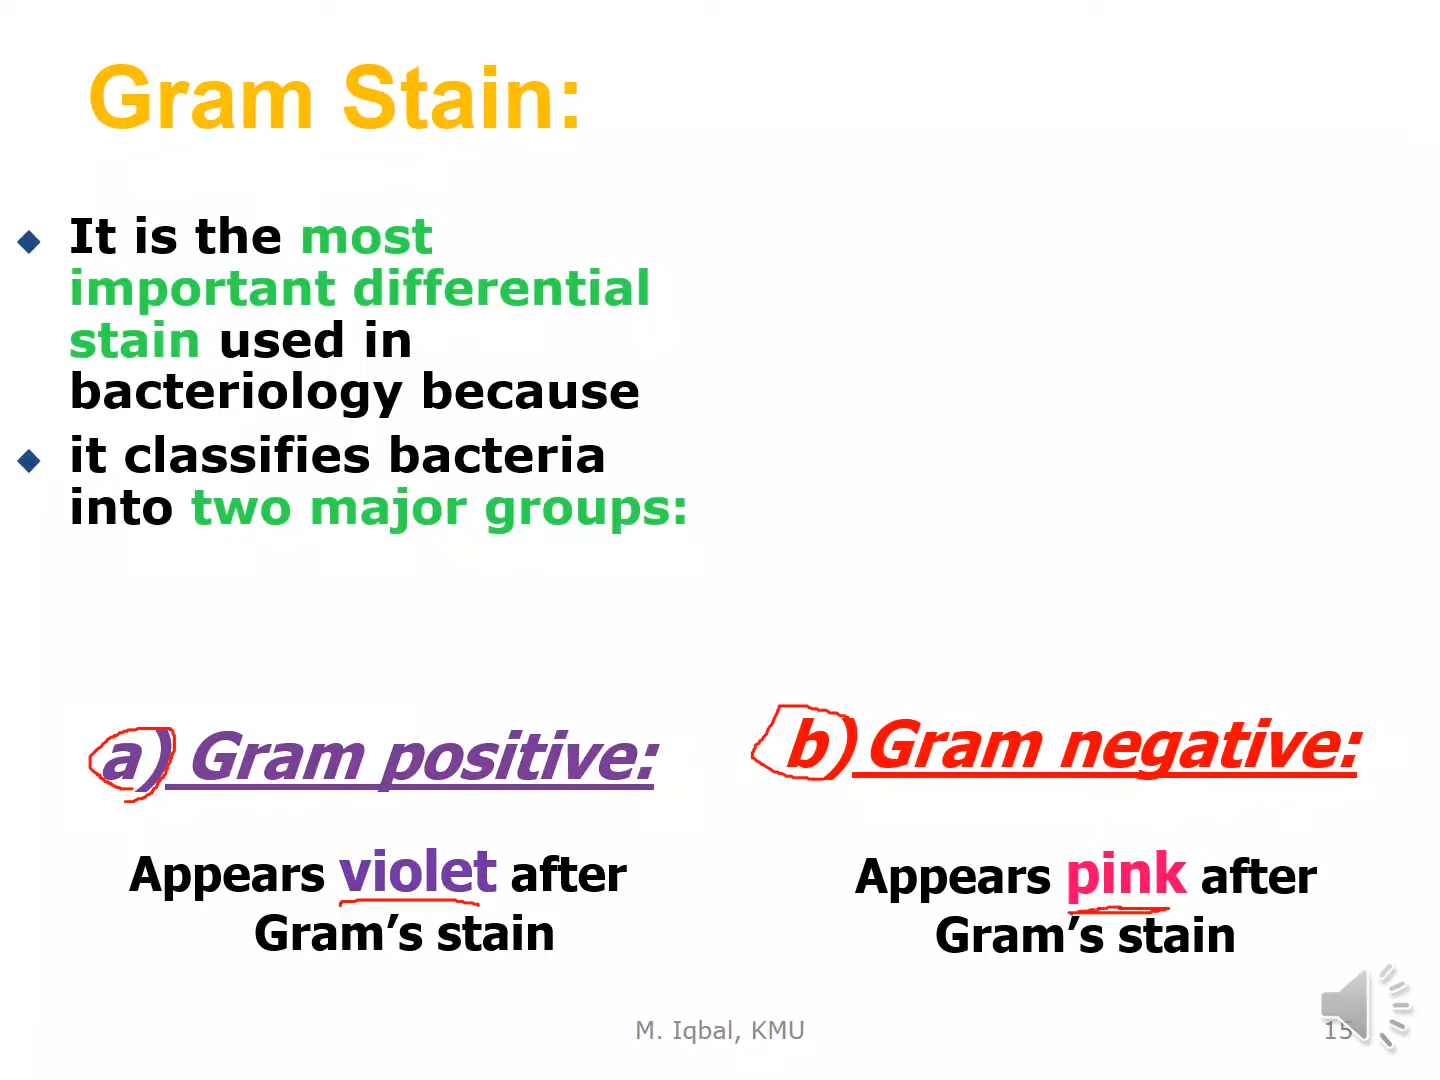 Gram Stain:
It is the most
important differential
stain used in
bacteriology because
it classifies bacteria
into two major groups:
a) Gram positive:
Appears violet after
Gram’s stain
b) Gram negative:
Appears pink after
Gram’s stain
M. Iqbal, KMU
15